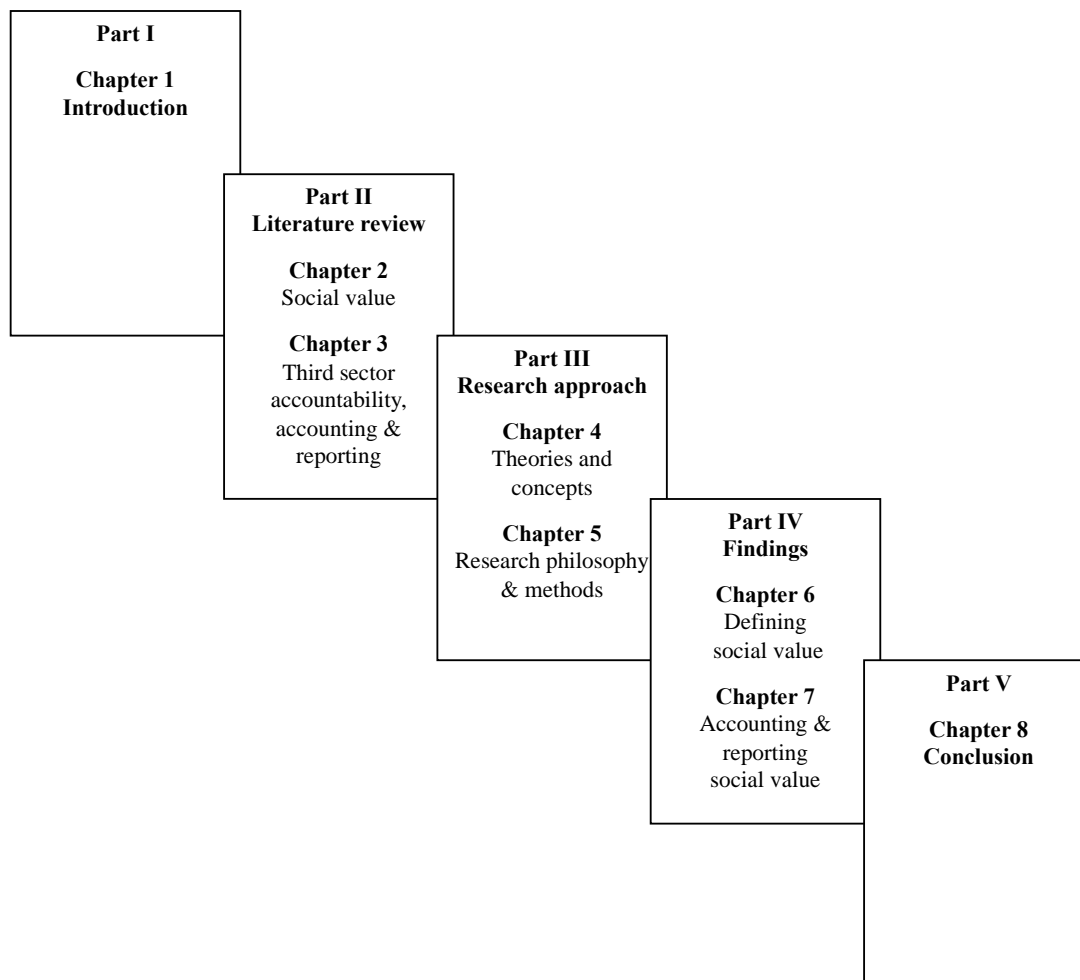 Part I
Chapter 1
Introduction
Part II
Literature review
Chapter 2
Social value
Chapter 3
Third sector
accountability,
accounting &
reporting
Part III
Research approach
Chapter 4
Theories and
concepts
Chapter 5
Research philosophy
& methods
Part IV
Findings
Chapter 6
Defining
social value
Chapter 7
Accounting &
reporting
social value
Part V
Chapter 8
Conclusion